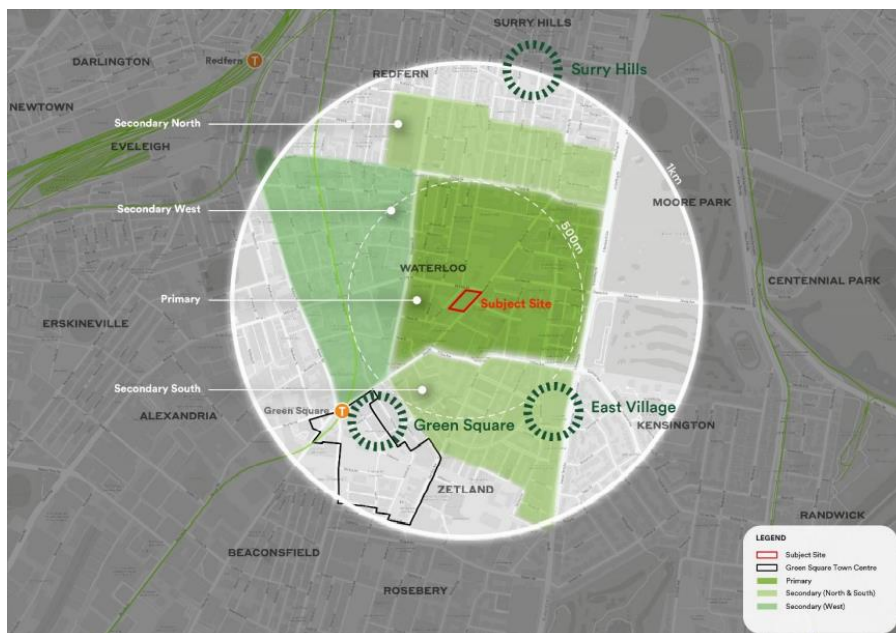 SURRY HILLS
DARLINGTON
Redfern
T
REDFERN
Surry Hills
NEWTOWN
Secondary North
EVELEIGH
1km
MOORE PARK
Secondary West
500m
WATERLOO
CENTENNIAL PARK
Primary
Subject Site
ERSKINEVILLE
Secondary South
ALEXANDRIA
Green Square
T
Green Square
East Village
KENSINGTON
ZETLAND
RANDWICK
BEACONSFIELD
ROSEBERY
LEGEND
Subject Site
Green Square Town Centre
Primary
Secondary (North & South)
Secondary (West)